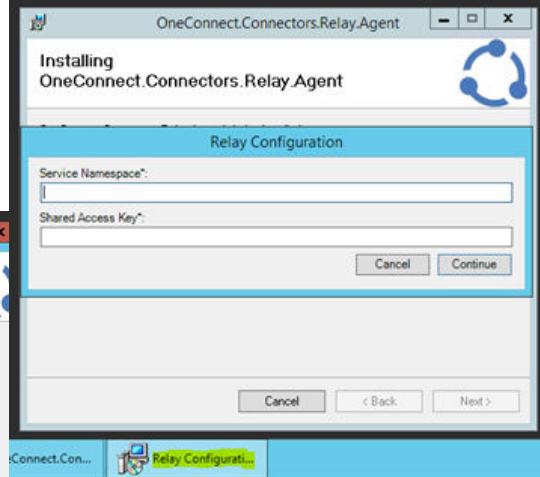 OneConnect.Connectors.Relay.Agent
Installing
OneConnect.Connectors.Relay.Agent
Relay Configuration
Service Namespace*:
Shared Access Key*:
Cancel
Continue
Cancel
< Back
Next >
Connect.Con...
Relay Configurati...